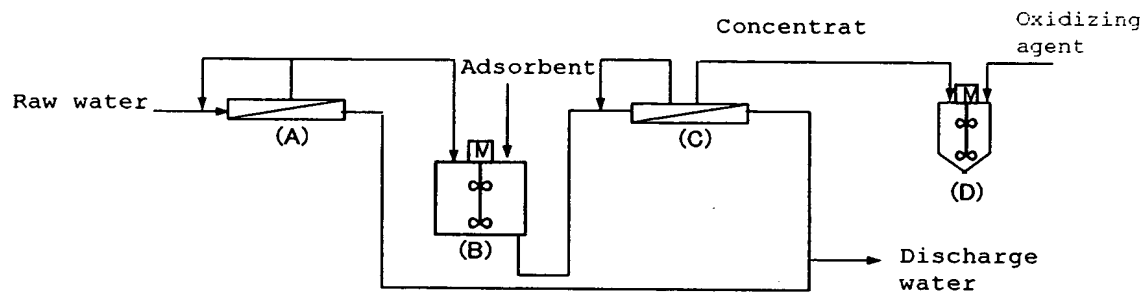 Oxidizing
agent
Concentrat
Adsorbent
Raw water
(A)
(C)
M
M
(B)
(D)
Discharge
water